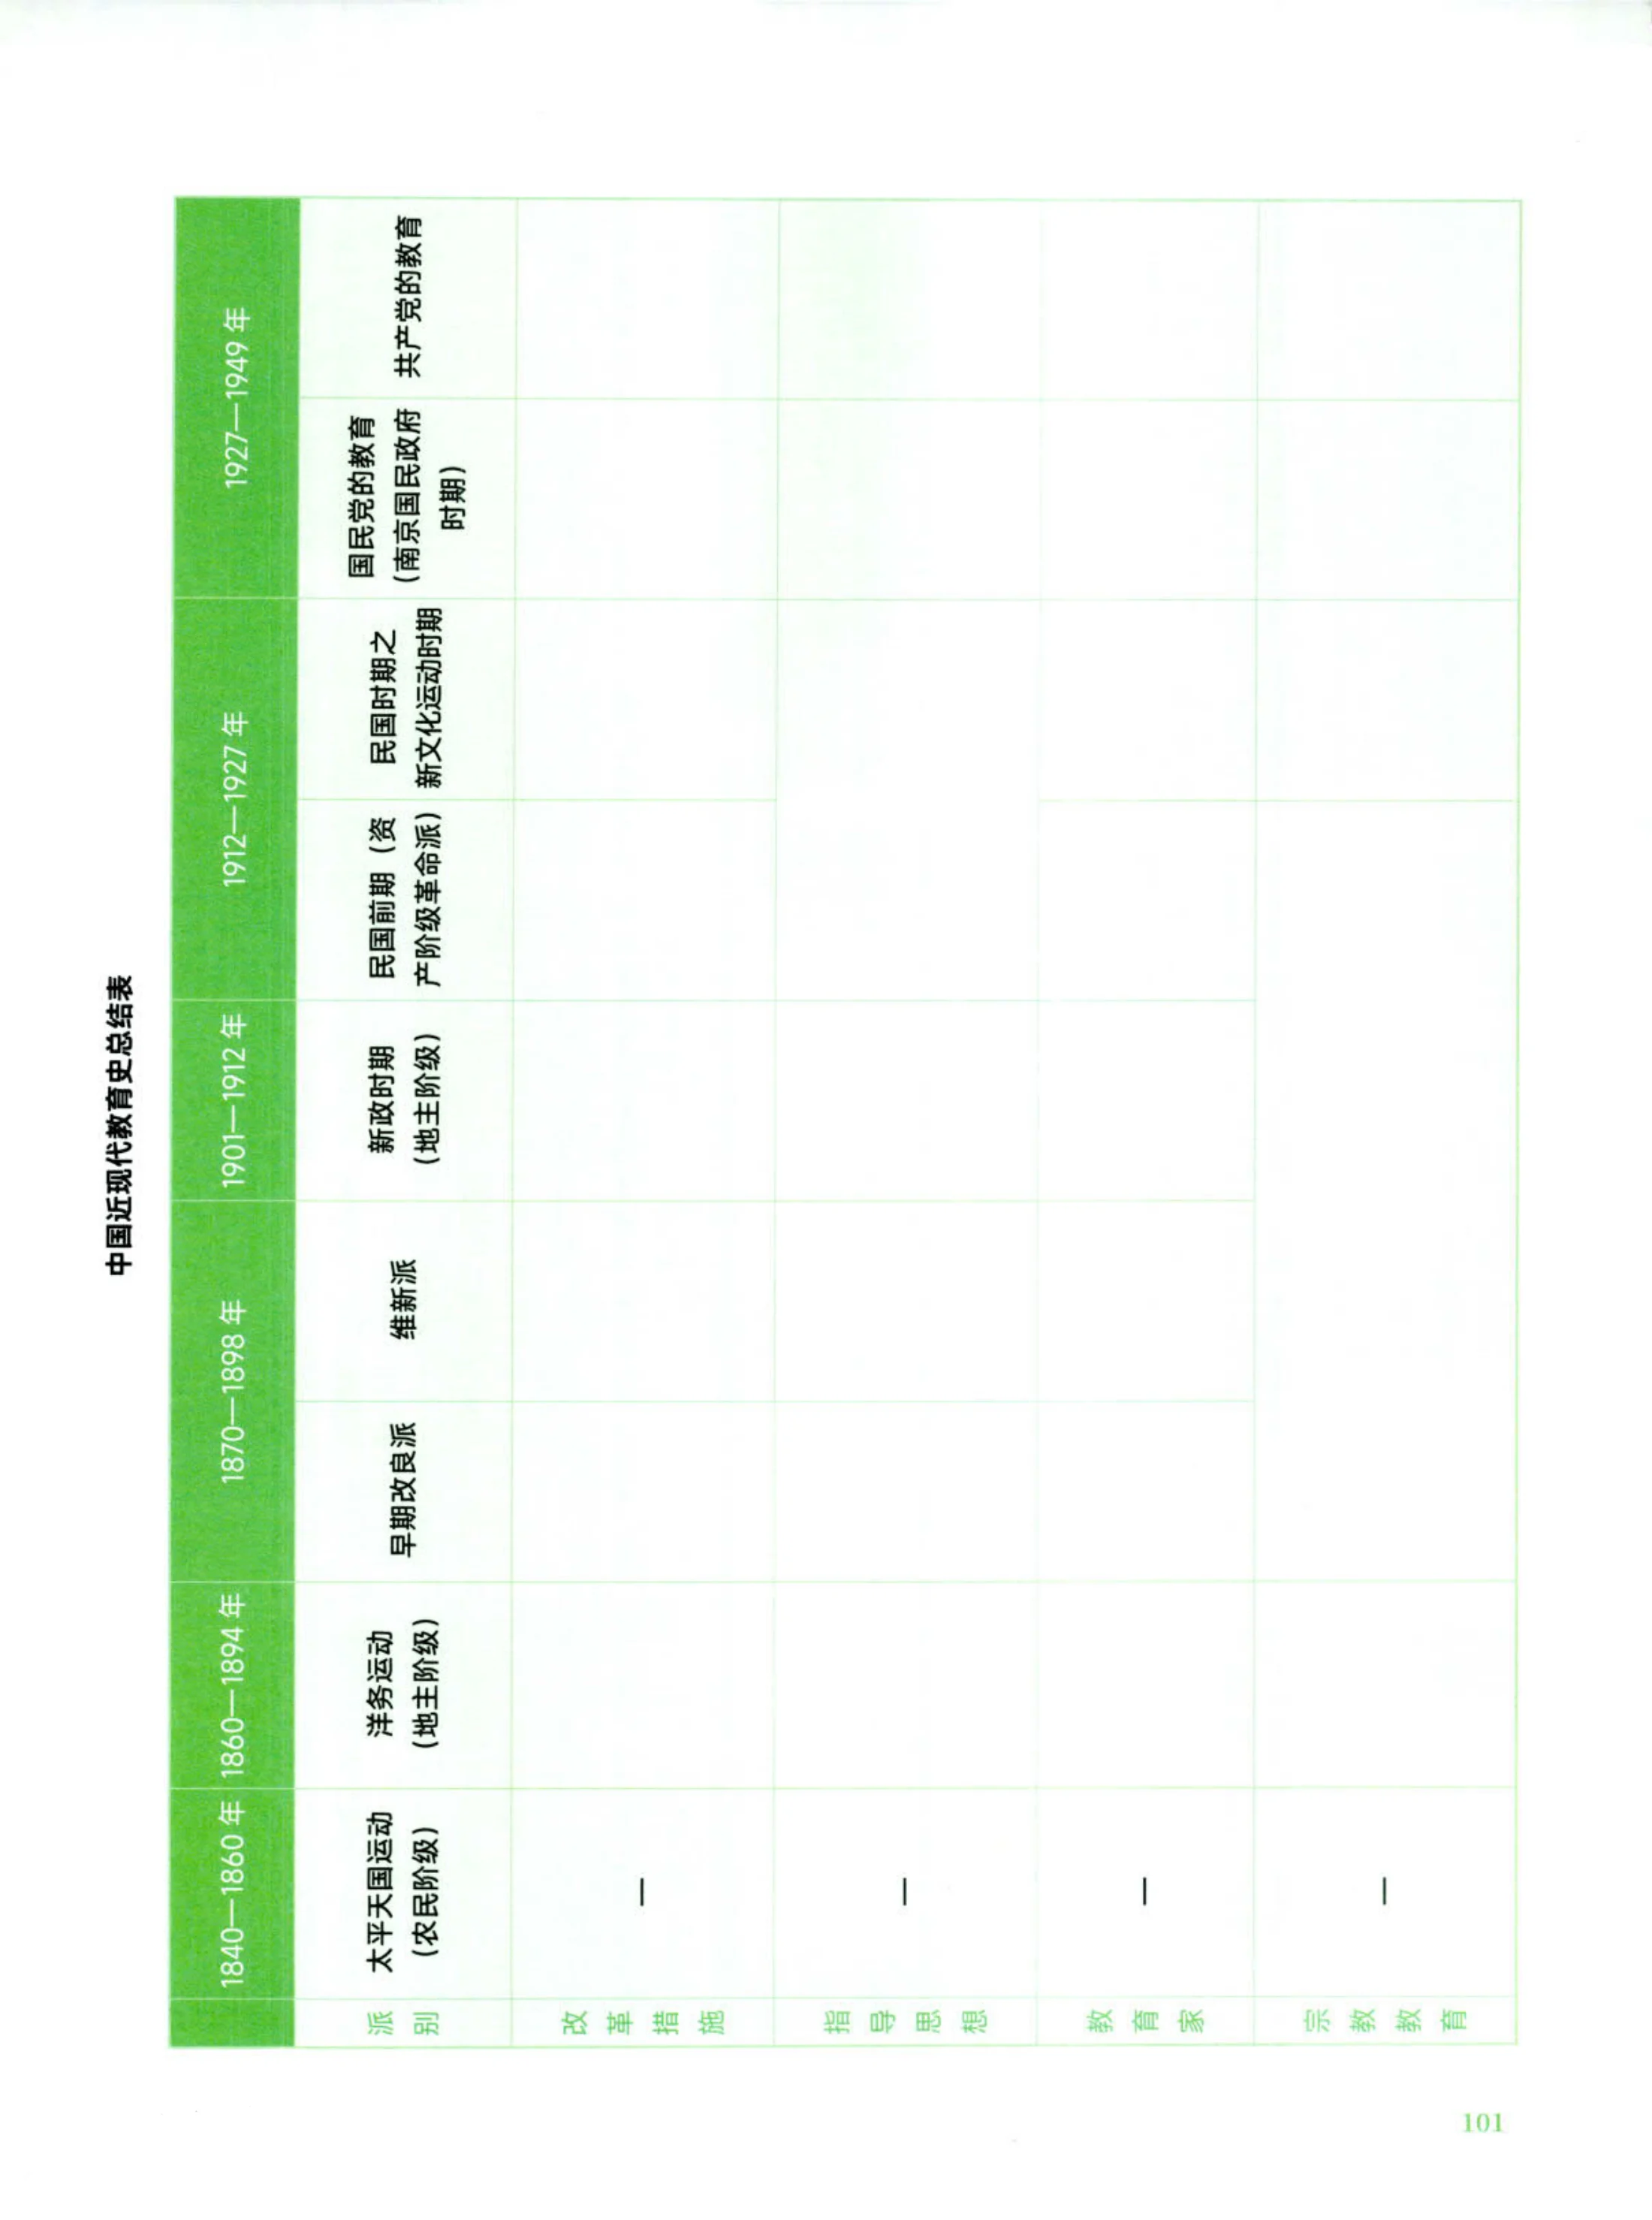 中国近现代教育史总结表
1840—1860年 1860—1894年 1870—1898年 1901—1912年 1912—1927年 1927—1949年
派别
太平天国运动
(农民阶级)
洋务运动
(地主阶级)
早期改良派
维新派
新政时期
(地主阶级)
民国前期(资
产阶级革命派)
民国时期之
新文化运动时期
国民党的教育
(南京国民政府
时期)
共产党的教育
改革措施 —
指导思想 —
教育家 —
宗教教育 —
101